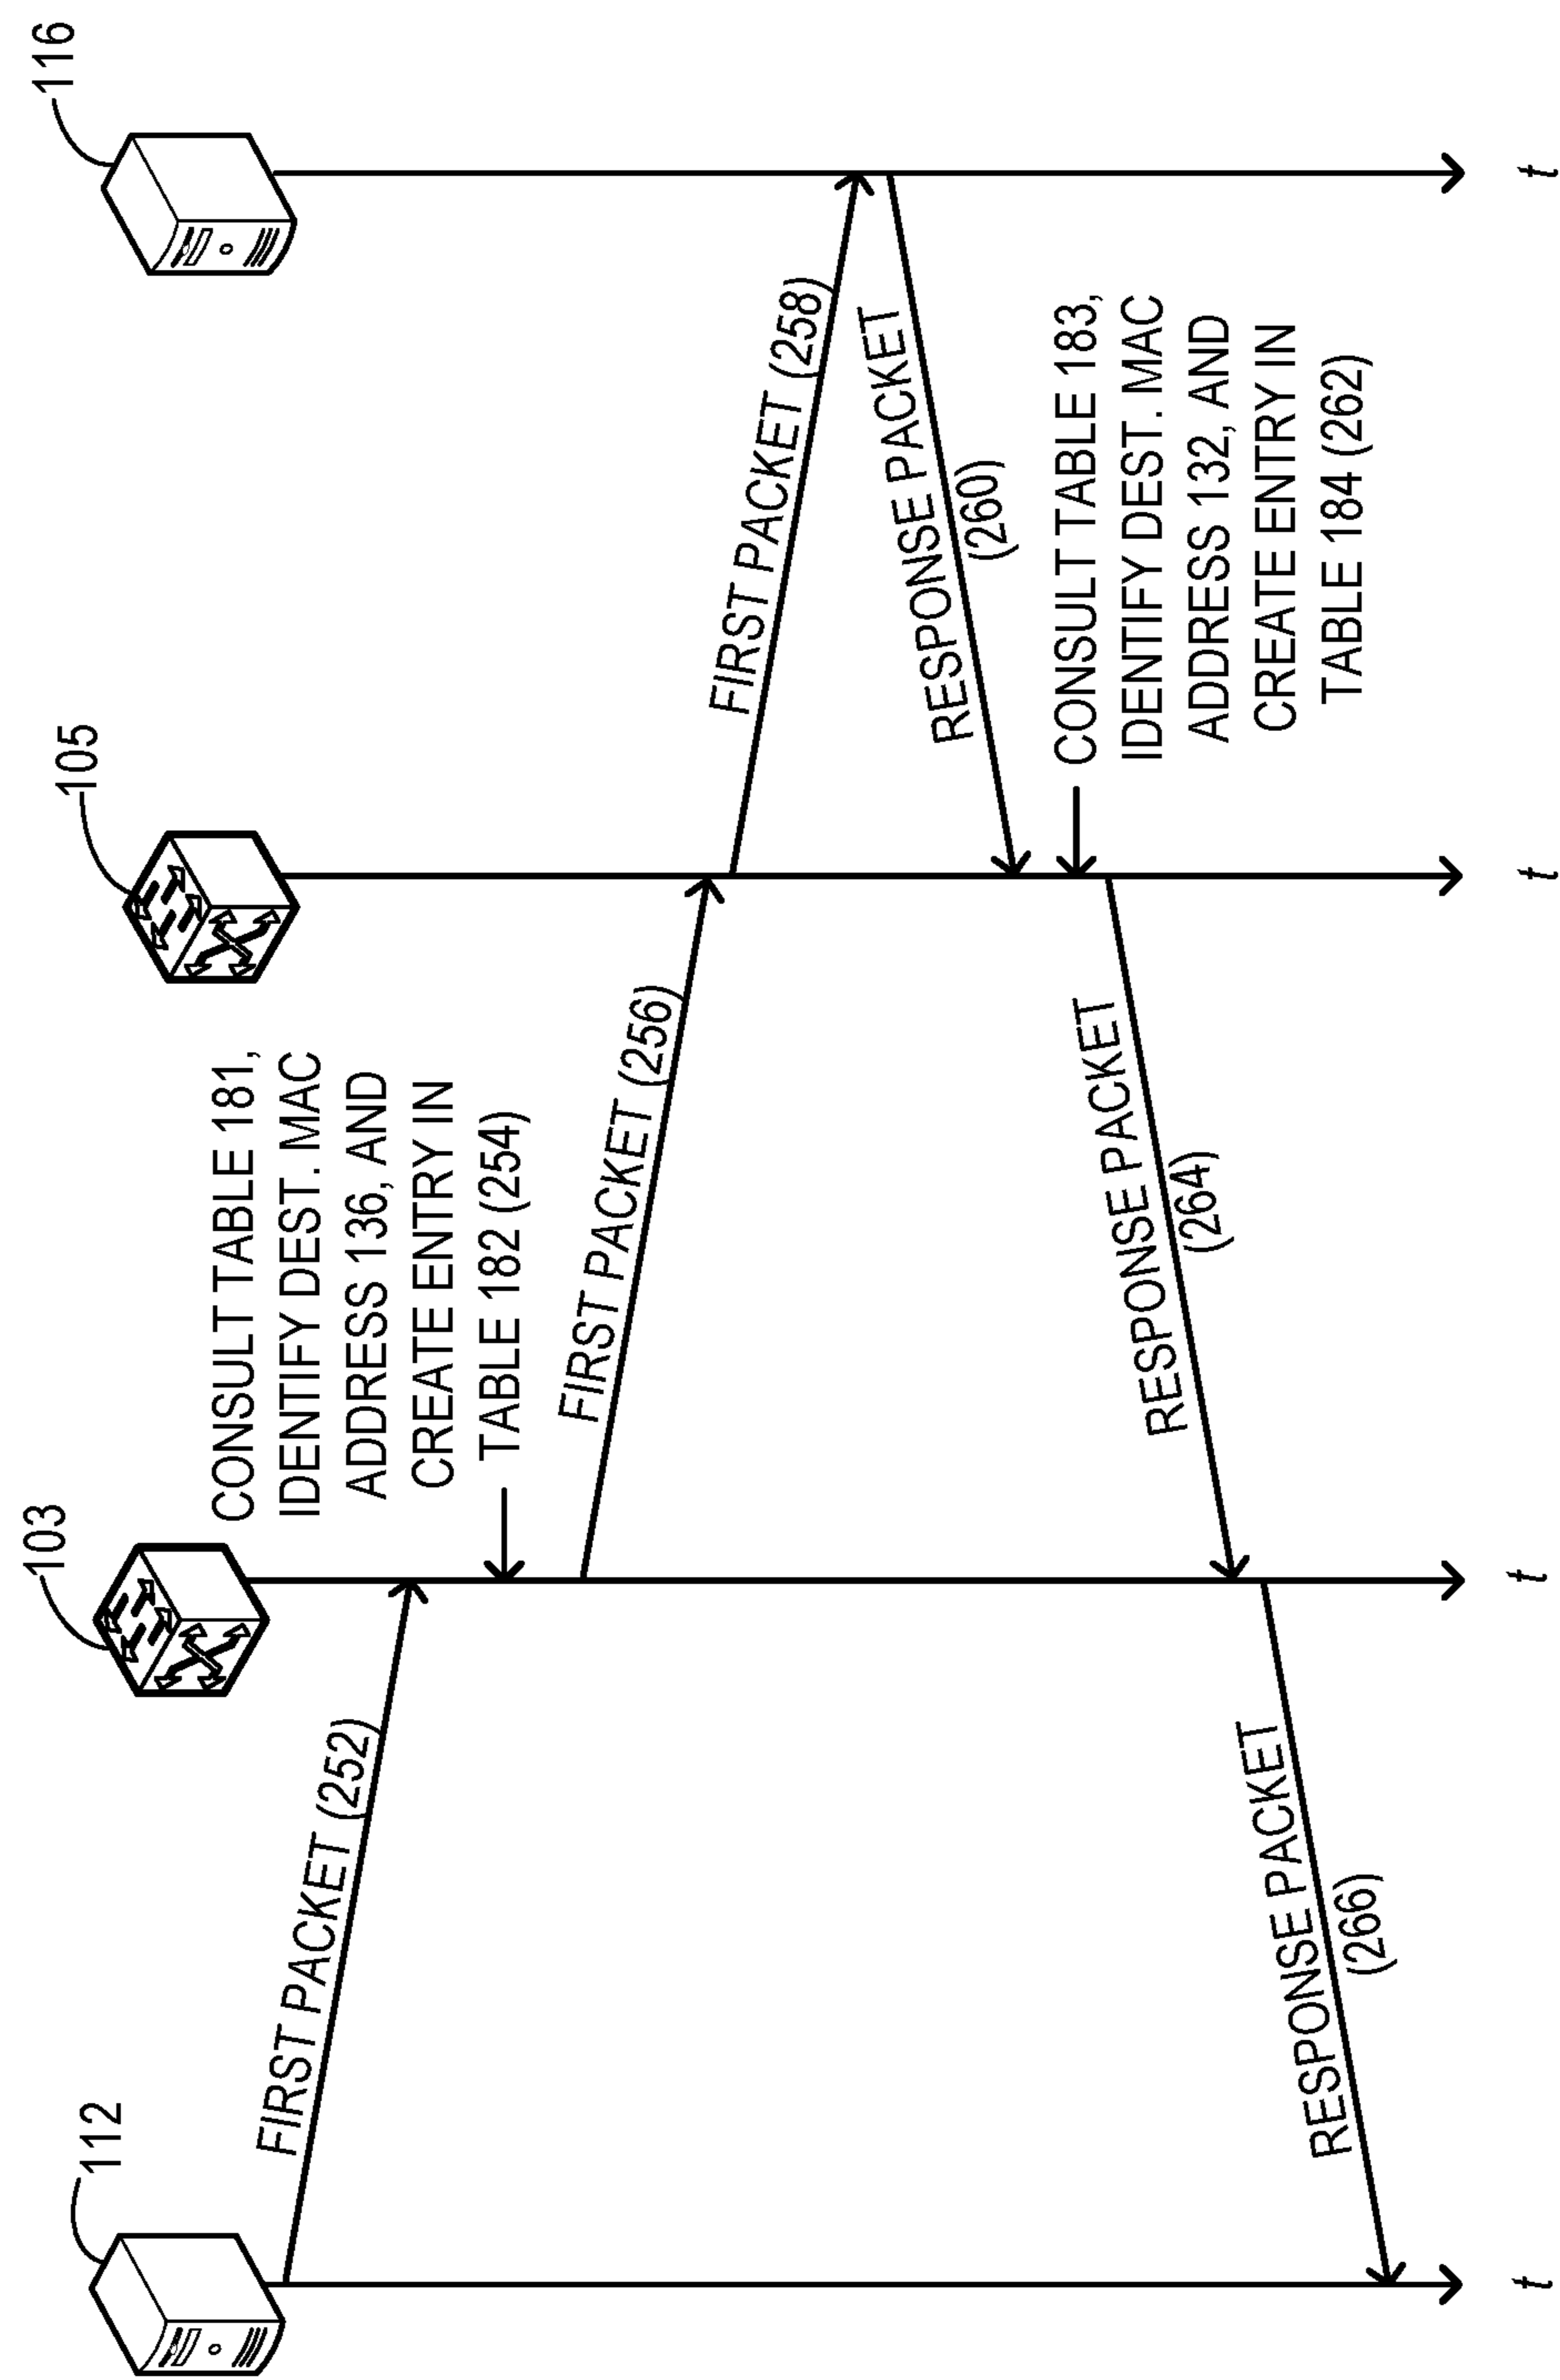 112
103
105
116
FIRST PACKET (252)
CONSULT TABLE 181,
IDENTIFY DEST. MAC
ADDRESS 136, AND
CREATE ENTRY IN
TABLE 182 (254)
FIRST PACKET (256)
FIRST PACKET (258)
RESPONSE PACKET
(260)
CONSULT TABLE 183,
IDENTIFY DEST. MAC
ADDRESS 132, AND
CREATE ENTRY IN
TABLE 184 (262)
RESPONSE PACKET
(264)
RESPONSE PACKET
(266)
t
t
t
t